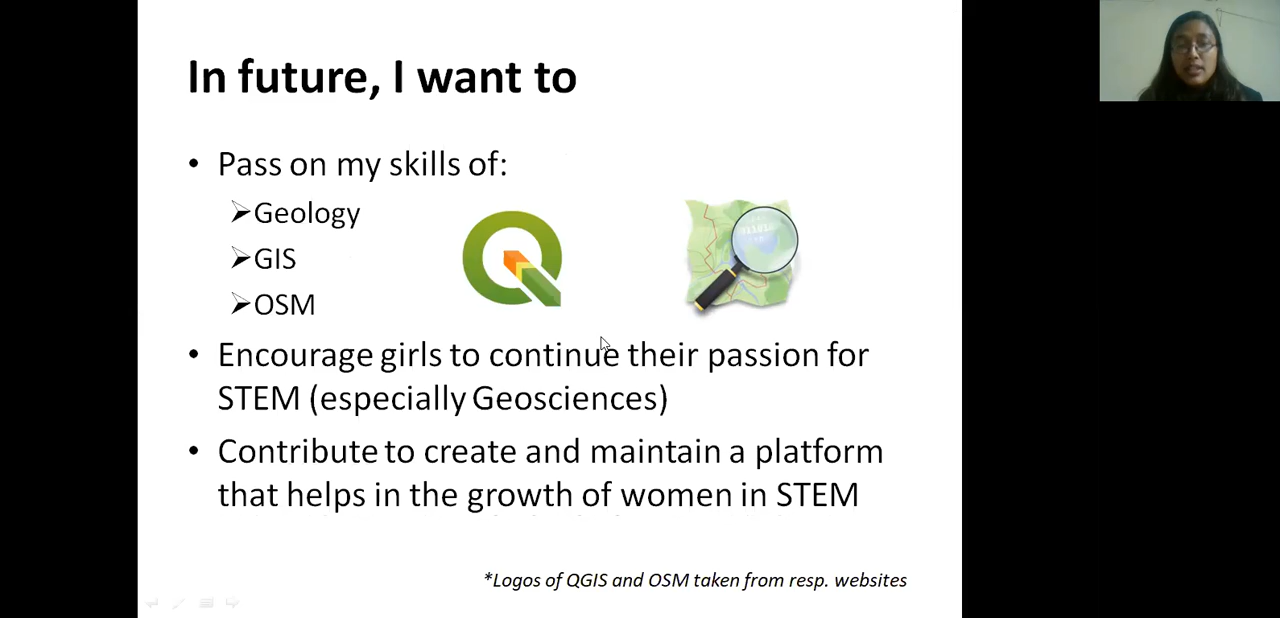 In future, I want to
• Pass on my skills of:
➢Geology
➢GIS
➢OSM
• Encourage girls to continue their passion for
STEM (especially Geosciences)
• Contribute to create and maintain a platform
that helps in the growth of women in STEM
*Logos of QGIS and OSM taken from resp. websites